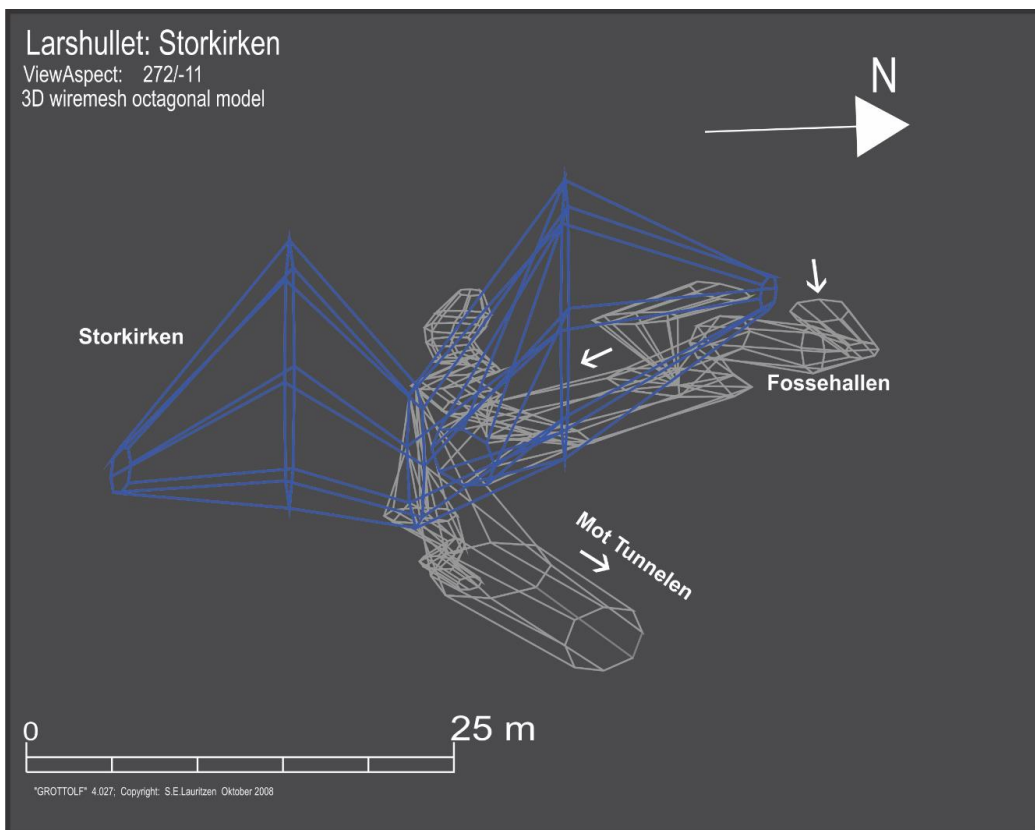 Larshullet: Storkirken
ViewAspect: 272/-11
3D wiremesh octagonal model
N
Storkirken
Fossehallen
Mot Tunnelen
0
25 m
"GROTTOLF" 4.027; Copyright: S.E.Lauritzen Oktober 2008